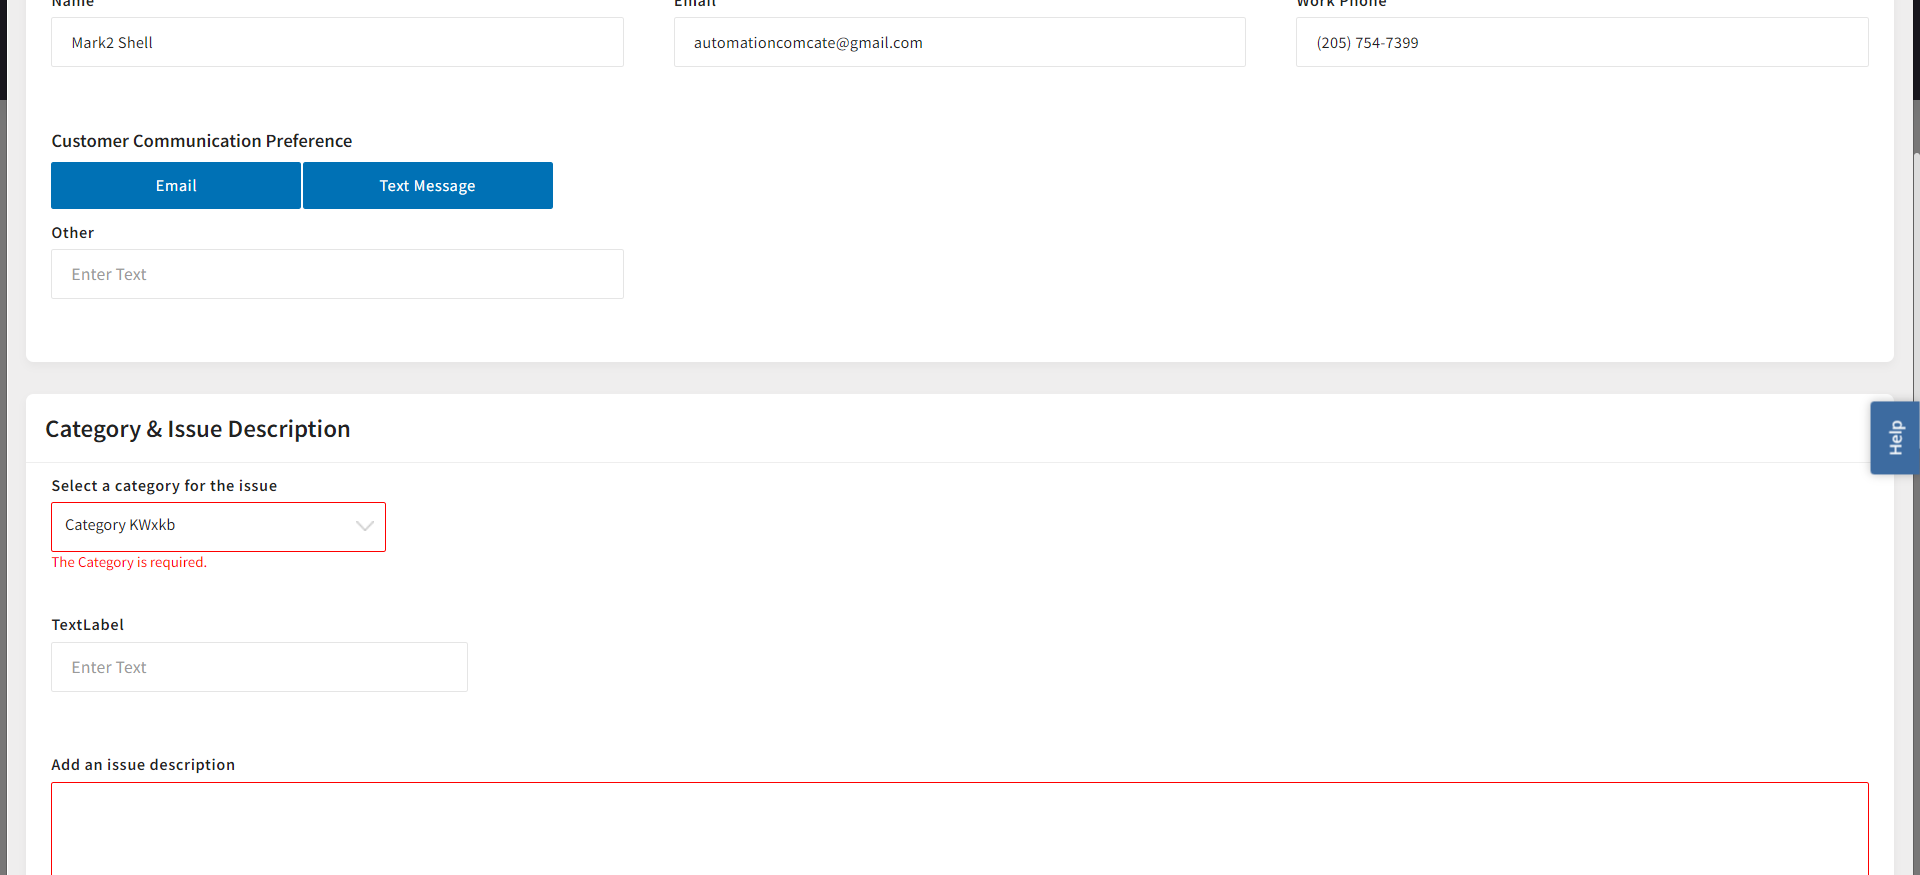 Name
Email
Work Phone
Mark2 Shell
automationcomcate@gmail.com
(205) 754-7399
Customer Communication Preference
Email
Text Message
Other
Enter Text
Category & Issue Description
Help
Select a category for the issue
Category KWxkb
The Category is required.
TextLabel
Enter Text
Add an issue description